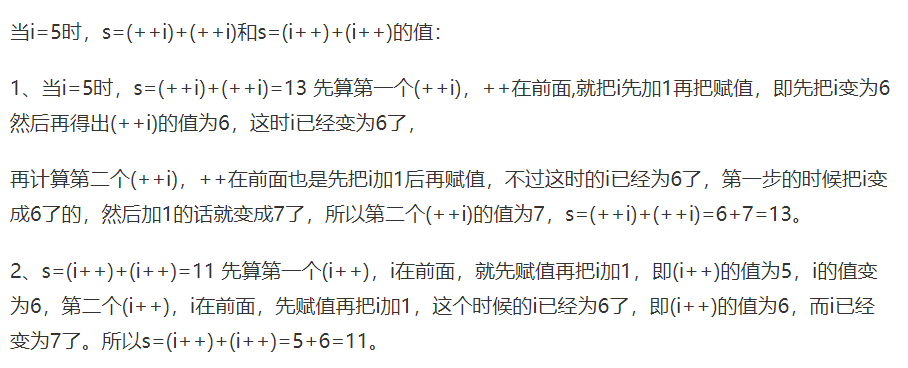 当i=5时，s=(++i)+(++i)和s=(i++)+(i++)的值：
1、当i=5时，s=(++i)+(++i)=13 先算第一个(++i)，++在前面,就把i先加1再把赋值，即先把i变为6
然后再得出(++i)的值为6，这时i已经变为6了，
再计算第二个(++i)，++在前面也是先把i加1后再赋值，不过这时的i已经为6了，第一步的时候把i变
成6了的，然后加1的话就变成7了，所以第二个(++i)的值为7，s=(++i)+(++i)=6+7=13。
2、s=(i++)+(i++)=11 先算第一个(i++)，i在前面，就先赋值再把i加1，即(i++)的值为5，i的值变
为6，第二个(i++)，i在前面，先赋值再把i加1，这个时候的i已经为6了，即(i++)的值为6，而i已经
变为7了。所以s=(i++)+(i++)=5+6=11。